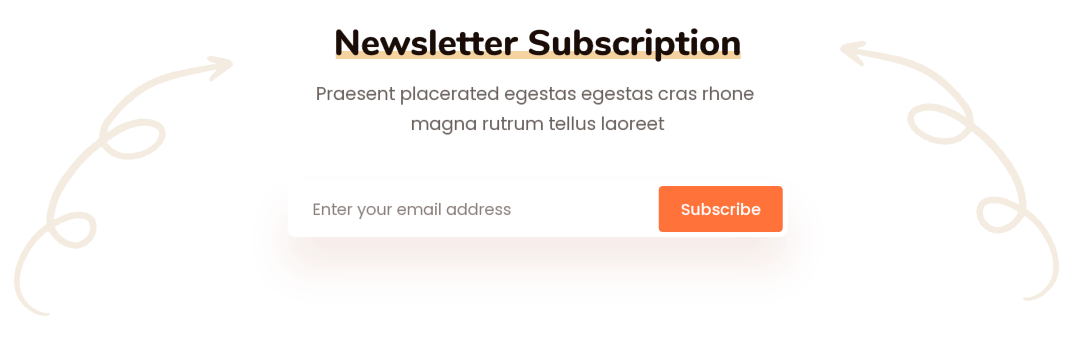 Newsletter Subscription
Praesent placerated egestas egestas cras rhone
magna rutrum tellus laoreet
Enter your email address
Subscribe